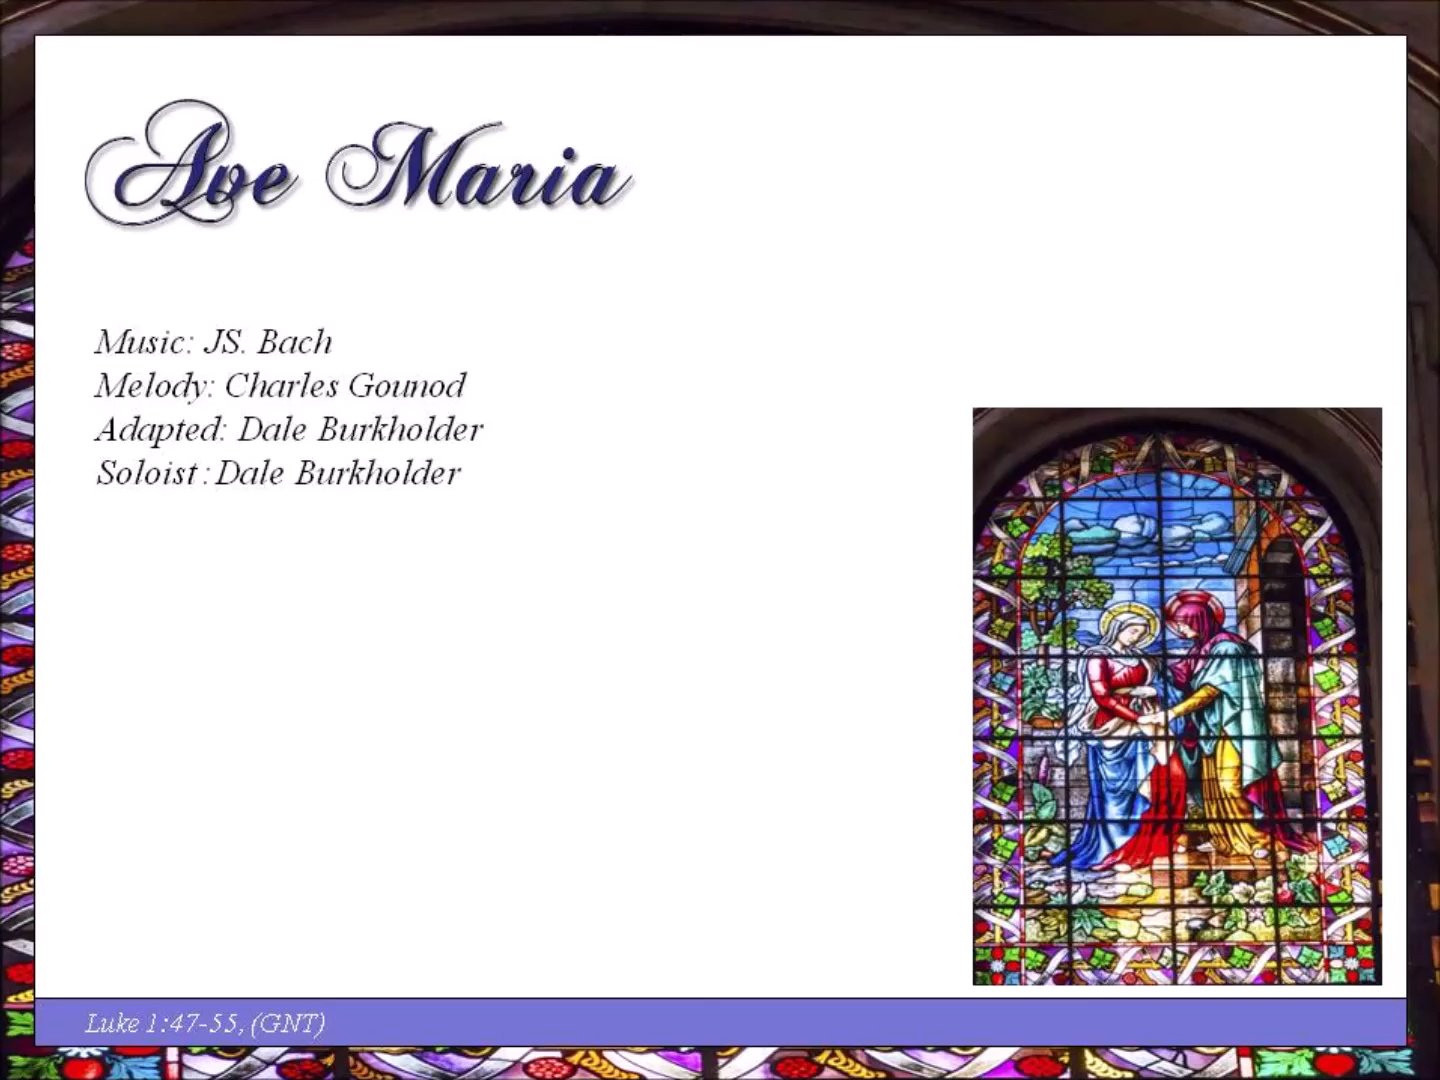 Ave Maria
Music: JS. Bach
Melody: Charles Gounod
Adapted: Dale Burkholder
Soloist : Dale Burkholder
Luke 1:47-55, (GNT)